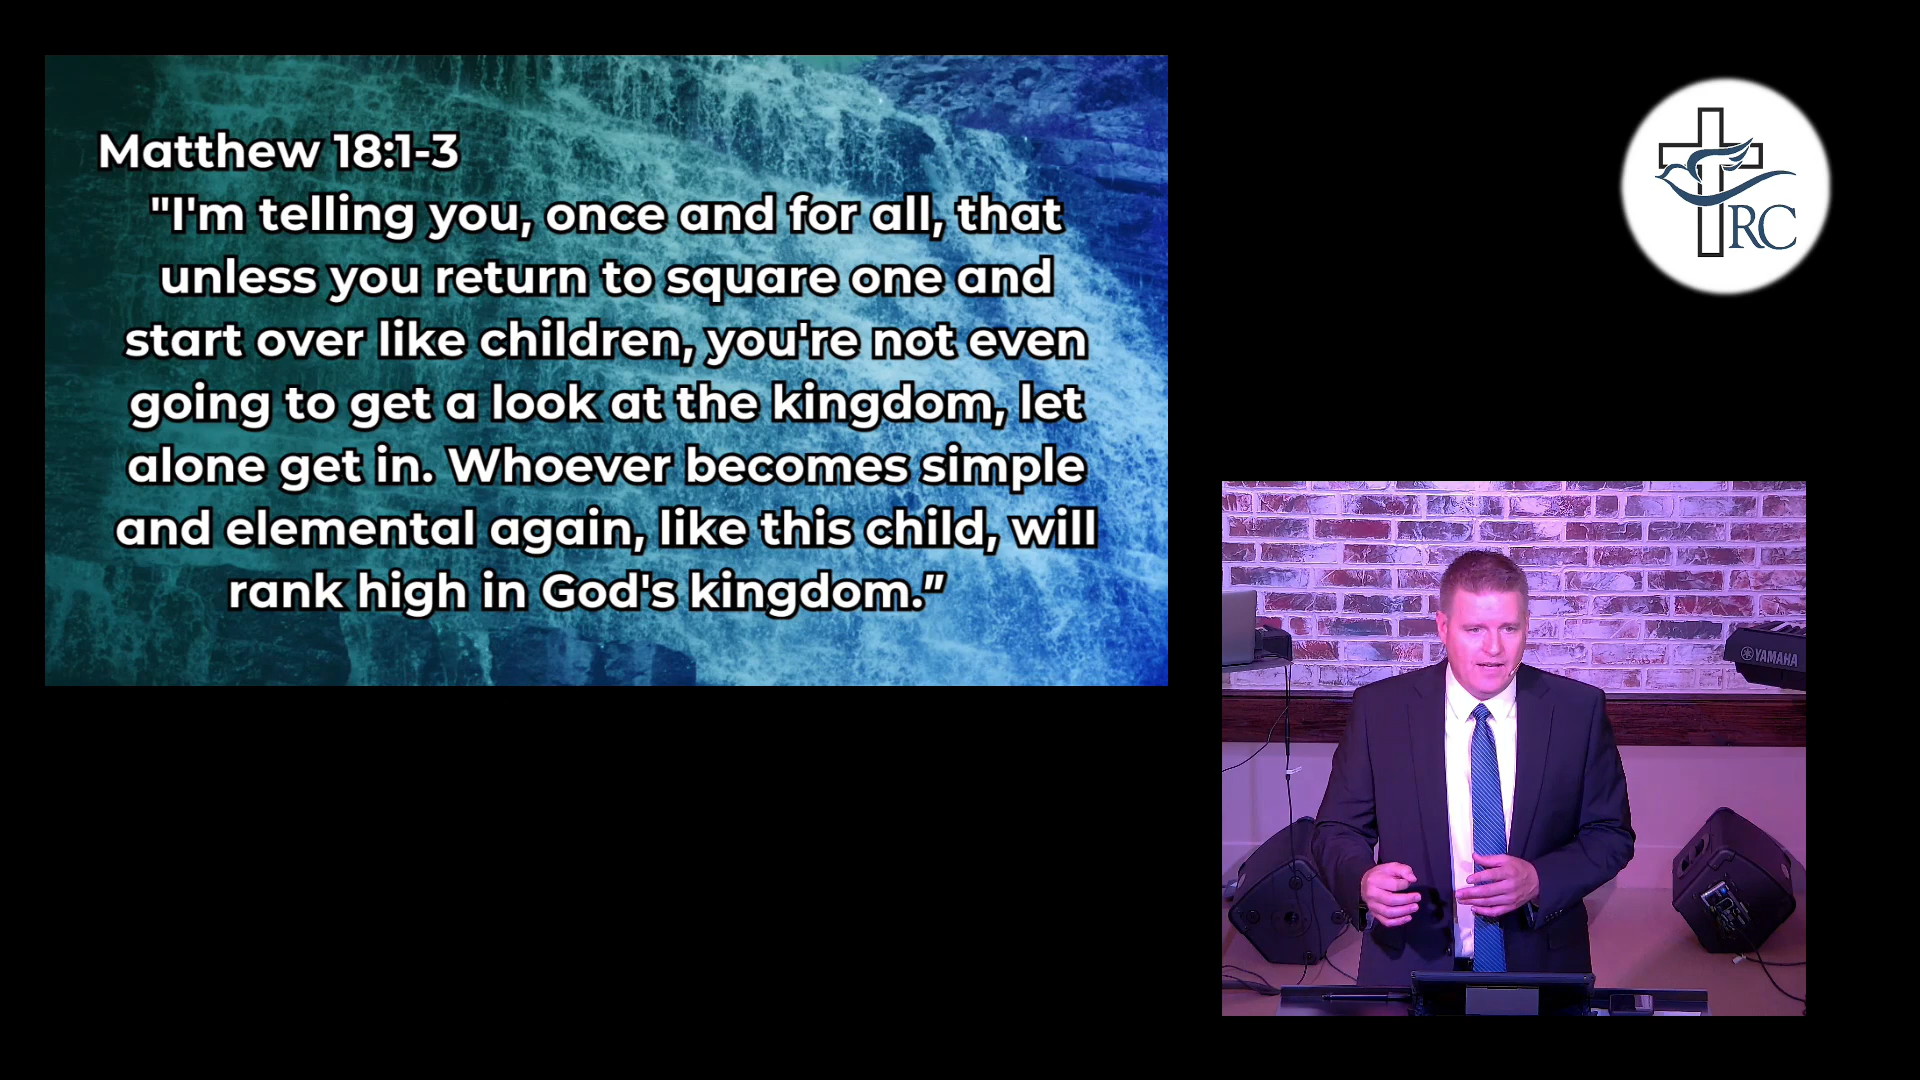 Matthew 18:1-3
"I'm telling you, once and for all, that
unless you return to square one and
start over like children, you're not even
going to get a look at the kingdom, let
alone get in. Whoever becomes simple
and elemental again, like this child, will
rank high in God's kingdom.”
RC
YAMAHA